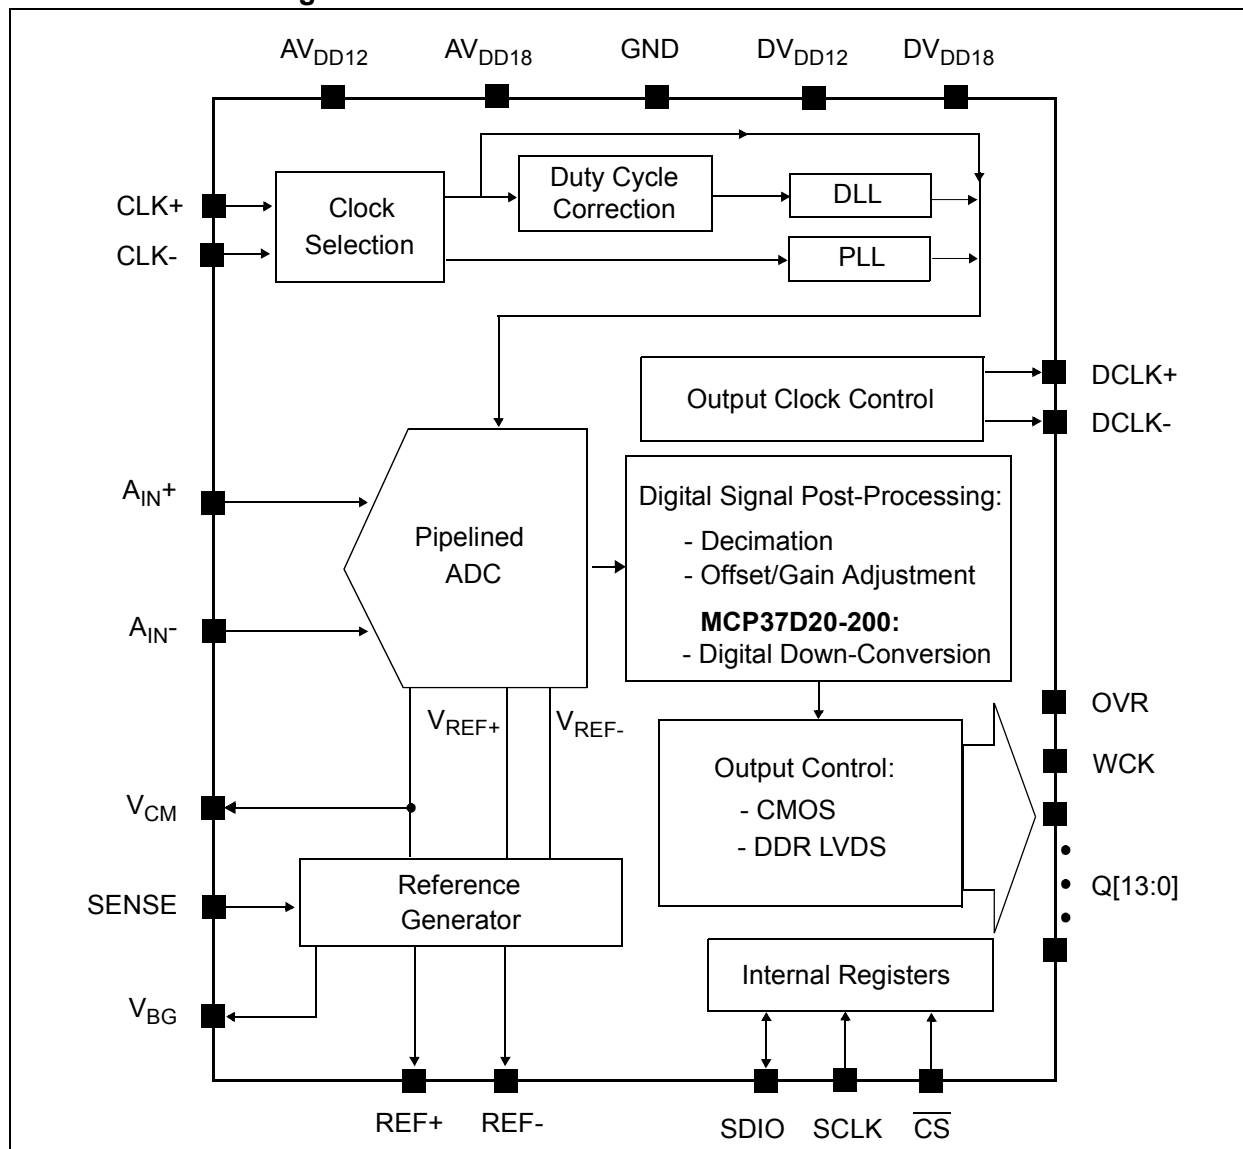 AVDD12 AVDD18 GND DVDD12 DVDD18
CLK+
CLK-
Clock
Selection
Duty Cycle
Correction
DLL
PLL
Output Clock Control
DCLK+
DCLK-
AIN+
AIN-
Pipelined
ADC
Digital Signal Post-Processing:
- Decimation
- Offset/Gain Adjustment
MCP37D20-200:
- Digital Down-Conversion
VREF+ VREF-
OVR
WCK
Q[13:0]
Output Control:
- CMOS
- DDR LVDS
VCM
SENSE
VBG
Reference
Generator
Internal Registers
REF+ REF- SDIO SCLK C̅S̅